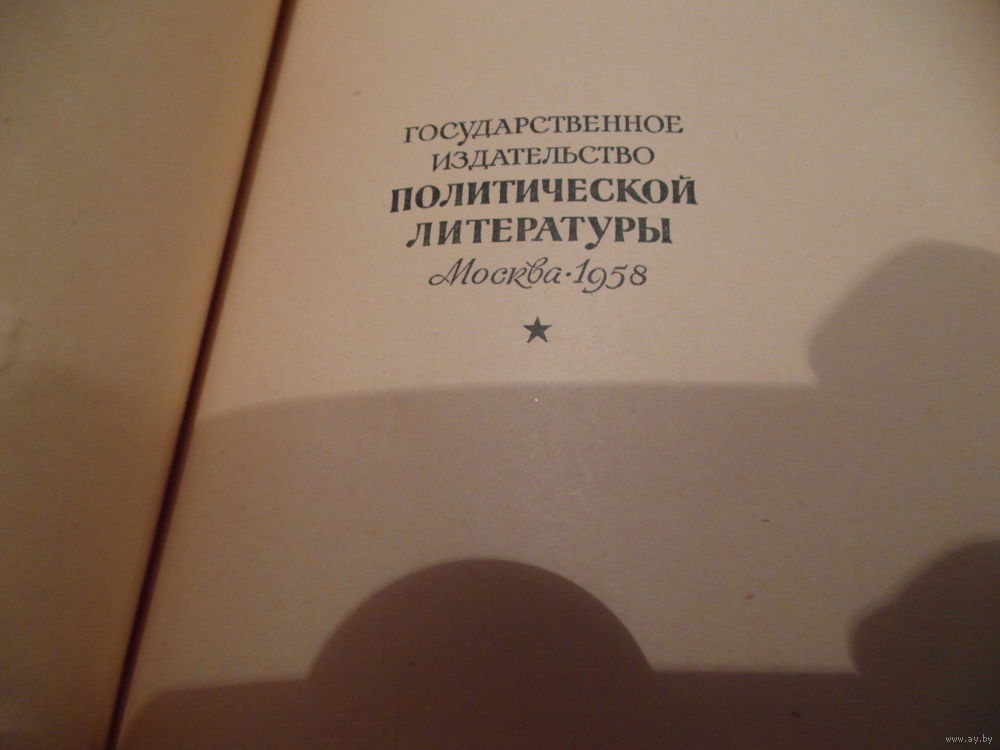 ГОСУДАРСТВЕННОЕ
ИЗДАТЕЛЬСТВО
ПОЛИТИЧЕСКОЙ
ЛИТЕРАТУРЫ
Москва · 1958
www.ay.by